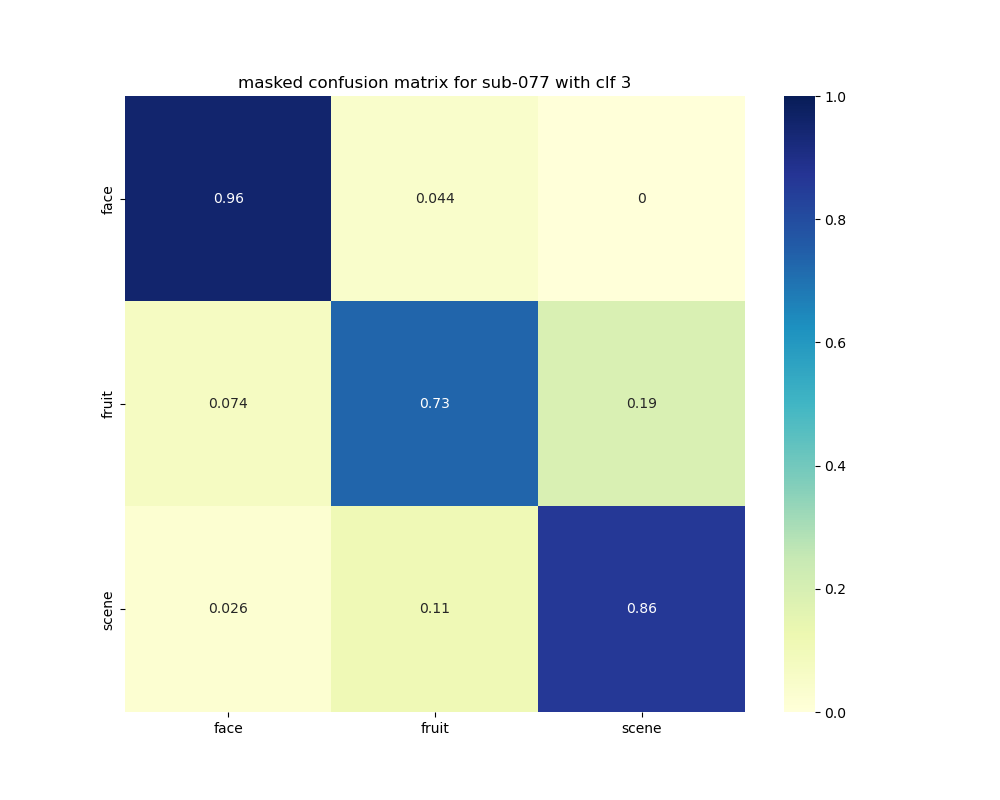 masked confusion matrix for sub-077 with clf 3
1.0
face
0.96
0.044
0
0.8
0.6
fruit
0.074
0.73
0.19
0.4
0.2
scene
0.026
0.11
0.86
0.0
face
fruit
scene